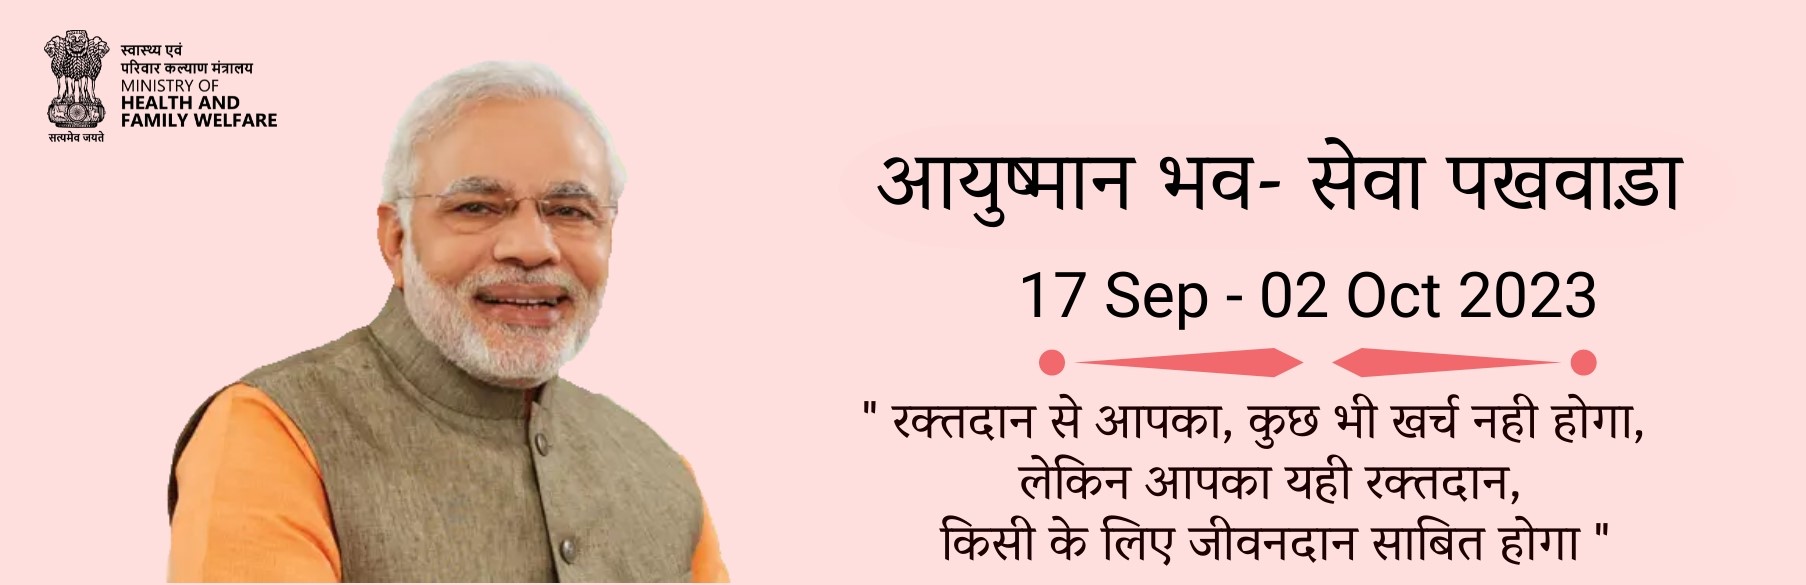 स्वास्थ्य एवं
परिवार कल्याण मंत्रालय
MINISTRY OF
HEALTH AND
FAMILY WELFARE
सत्यमेव जयते
आयुष्मान भव- सेवा पखवाड़ा
17 Sep - 02 Oct 2023
" रक्तदान से आपका, कुछ भी खर्च नही होगा,
लेकिन आपका यही रक्तदान,
किसी के लिए जीवनदान साबित होगा "